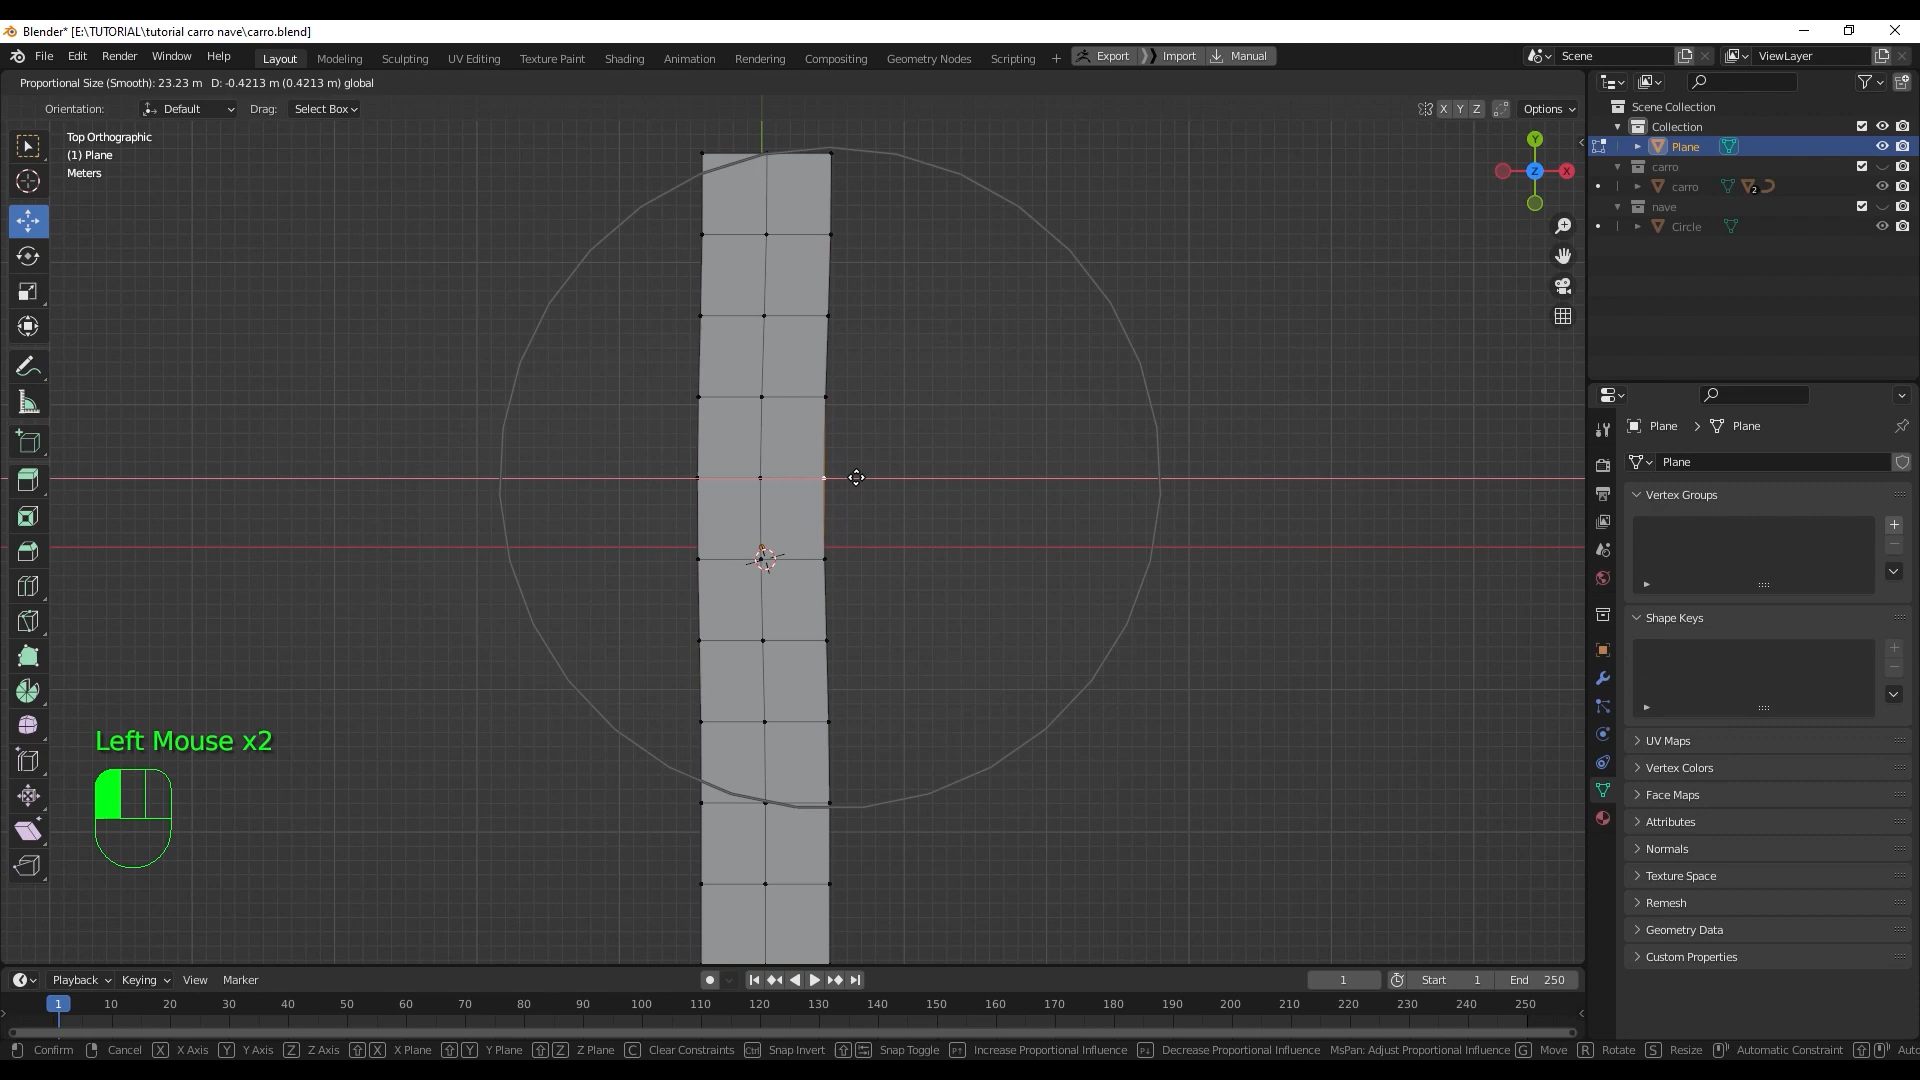 Blender* [E:\TUTORIAL\tutorial carro nave\carro.blend]
File Edit Render Window Help Layout Modeling Sculpting UV Editing Texture Paint Shading Animation Rendering Compositing Geometry Nodes Scripting + Export Import Manual Scene ViewLayer
Proportional Size (Smooth): 23.23 m D: -0.4213 m (0.4213 m) global
Orientation: Default Drag: Select Box X Y Z Options
Top Orthographic
(1) Plane
Meters
Y
X
Z
Scene Collection
Collection
Plane
carro
carro 2
nave
Circle
Plane > Plane
Plane
Vertex Groups
Shape Keys
UV Maps
Vertex Colors
Face Maps
Attributes
Normals
Texture Space
Remesh
Geometry Data
Custom Properties
Left Mouse x2
Playback Keying View Marker 1 Start 1 End 250
1 10 20 30 40 50 60 70 80 90 100 110 120 130 140 150 160 170 180 190 200 210 220 230 240 250
Confirm Cancel X X Axis Y Y Axis Z Z Axis X X Plane Y Y Plane Z Z Plane C Clear Constraints Ctrl Snap Invert Snap Toggle Increase Proportional Influence Decrease Proportional Influence MsPan: Adjust Proportional Influence G Move R Rotate S Resize Automatic Constraint Auto